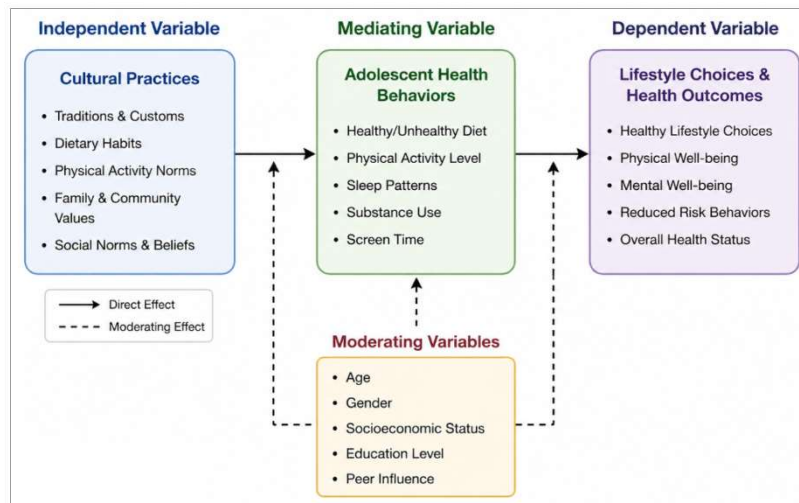 Independent Variable
Cultural Practices
• Traditions & Customs
• Dietary Habits
• Physical Activity Norms
• Family & Community
Values
• Social Norms & Beliefs
Mediating Variable
Adolescent Health
Behaviors
• Healthy/Unhealthy Diet
• Physical Activity Level
• Sleep Patterns
• Substance Use
• Screen Time
Dependent Variable
Lifestyle Choices &
Health Outcomes
• Healthy Lifestyle Choices
• Physical Well-being
• Mental Well-being
• Reduced Risk Behaviors
• Overall Health Status
Direct Effect
Moderating Effect
Moderating Variables
• Age
• Gender
• Socioeconomic Status
• Education Level
• Peer Influence